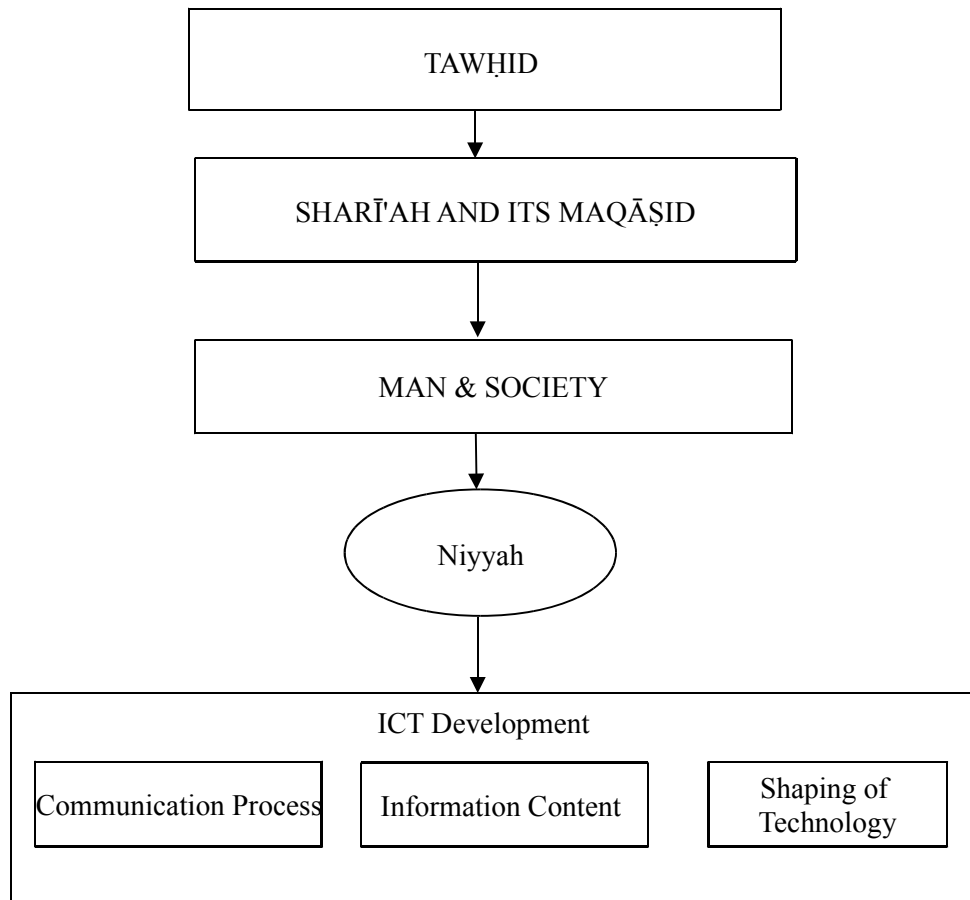 TAWḤID
SHARĪ'AH AND ITS MAQĀṢID
MAN & SOCIETY
Niyyah
ICT Development
Communication Process
Information Content
Shaping of
Technology